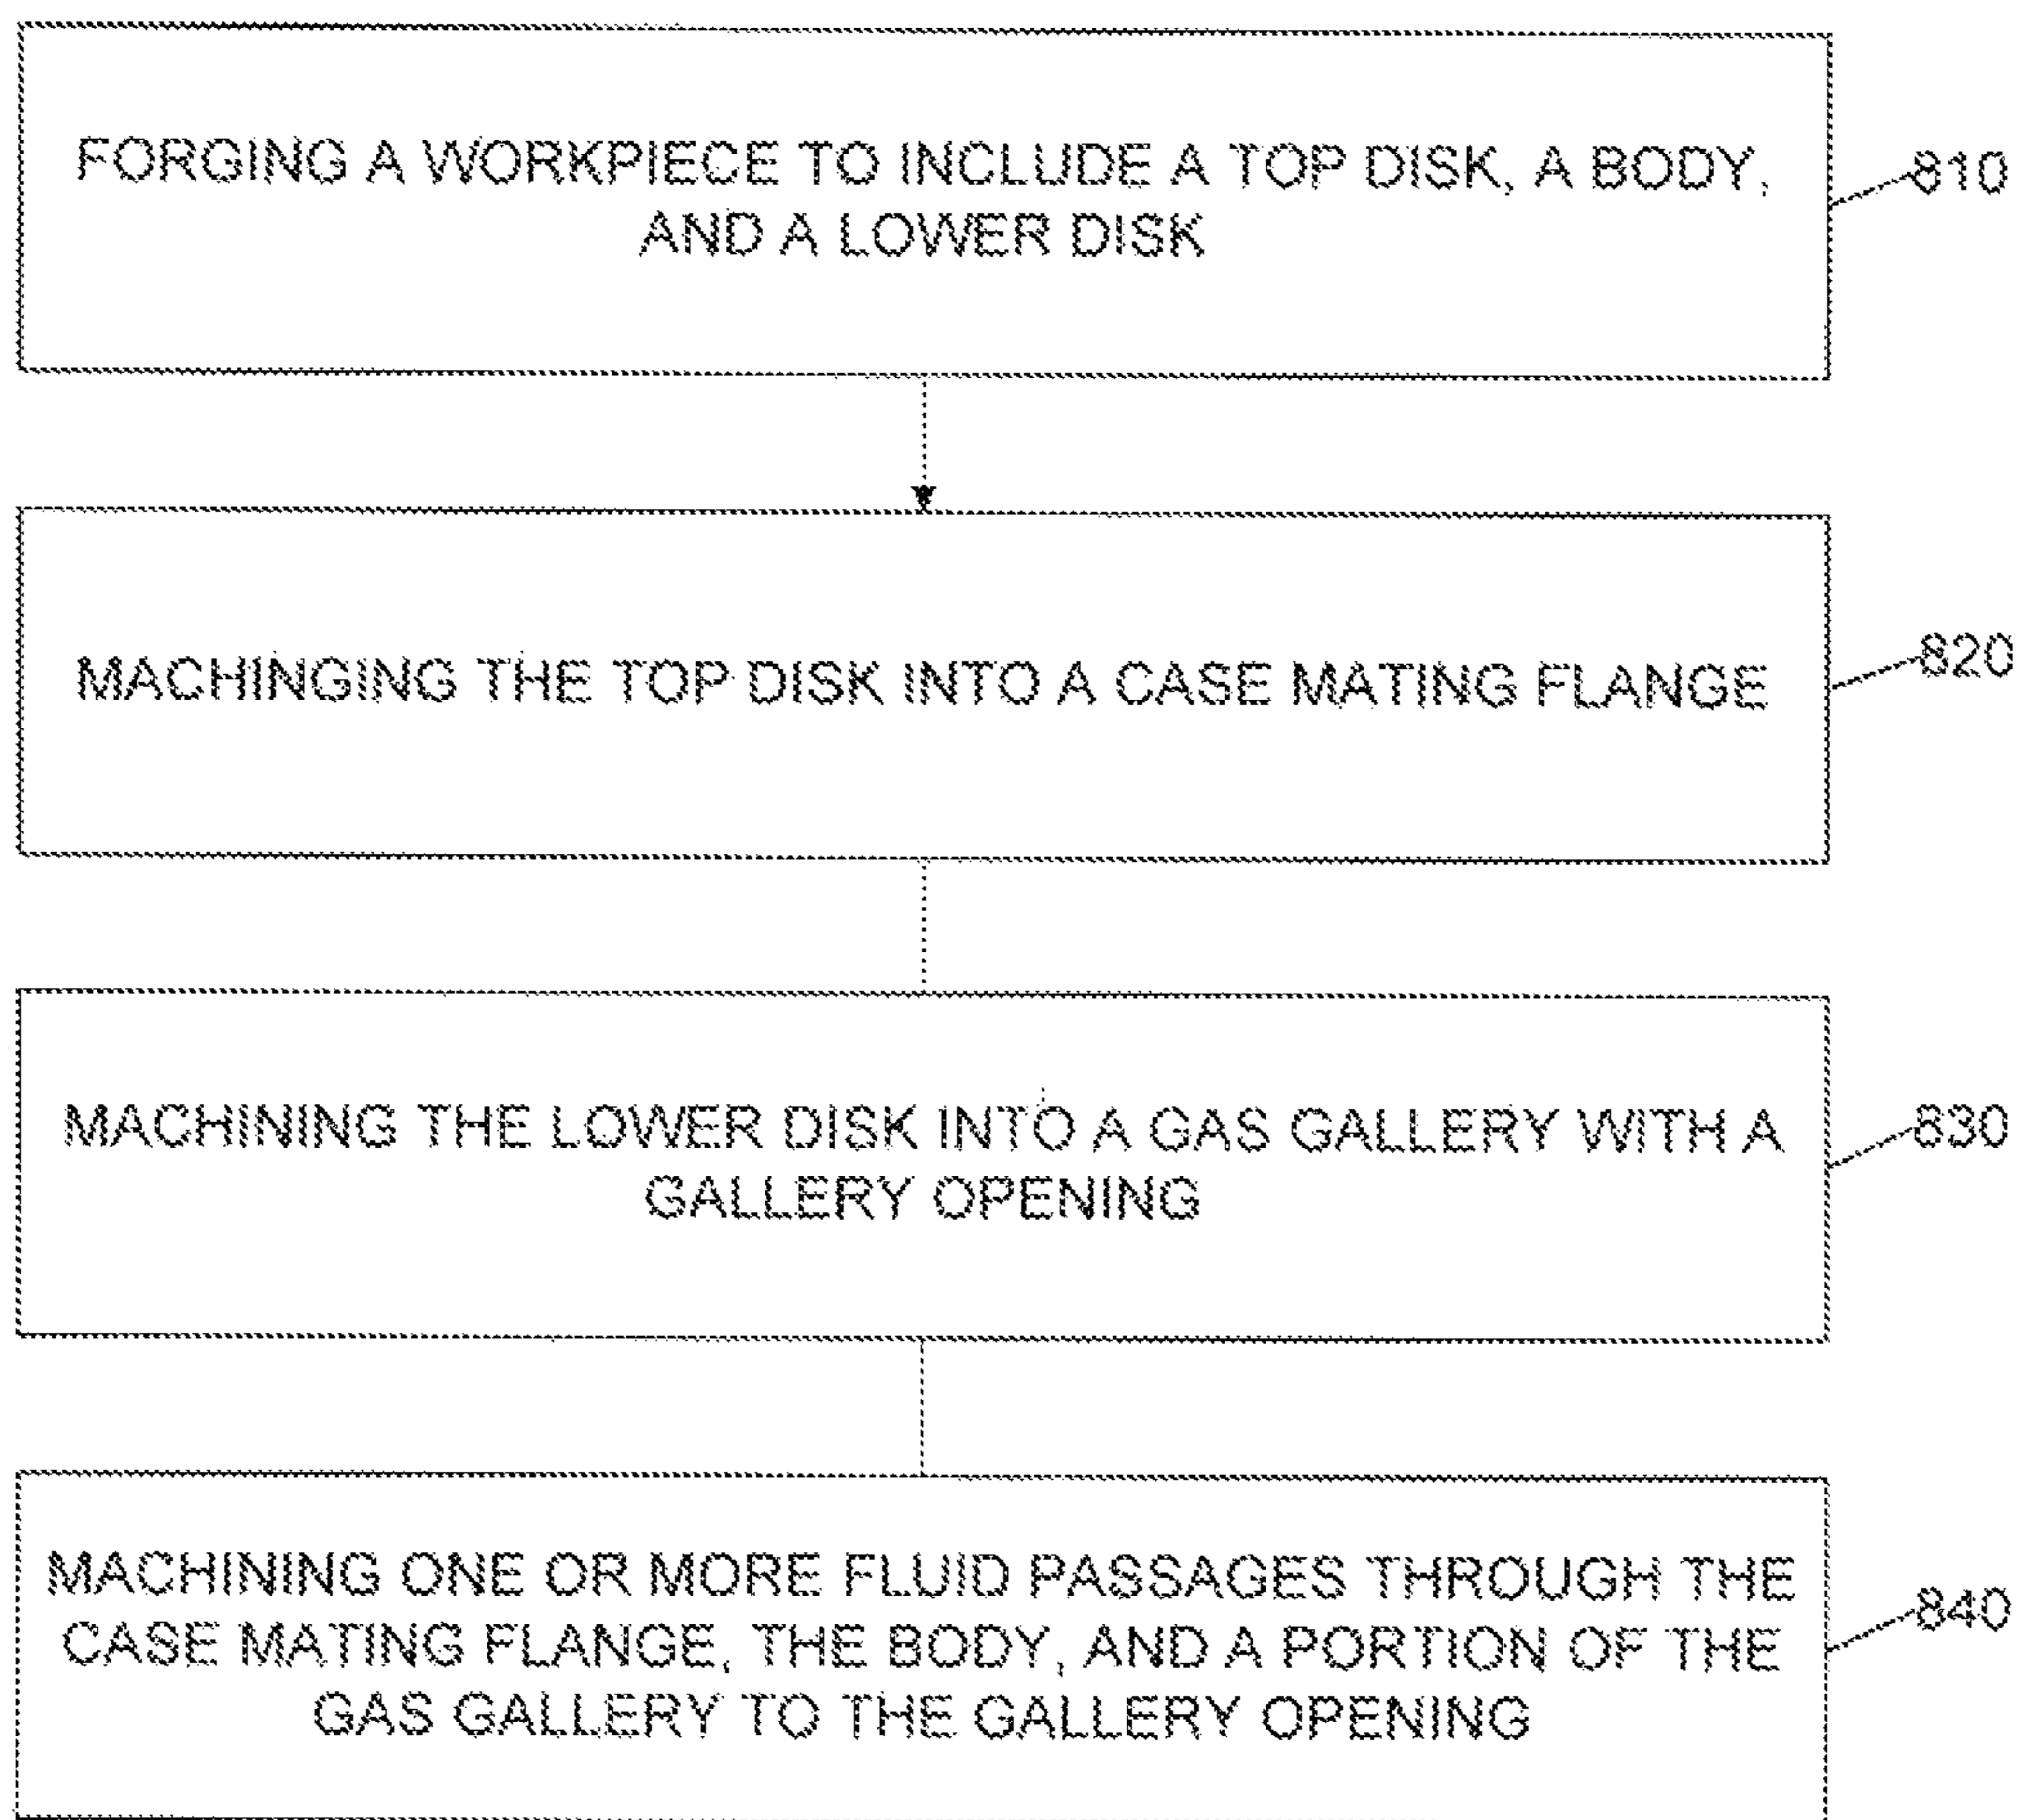 FORGING A WORKPIECE TO INCLUDE A TOP DISK, A BODY,
AND A LOWER DISK
810
MACHINGING THE TOP DISK INTO A CASE MATING FLANGE
820
MACHINING THE LOWER DISK INTO A GAS GALLERY WITH A
GALLERY OPENING
830
MACHINING ONE OR MORE FLUID PASSAGES THROUGH THE
CASE MATING FLANGE, THE BODY, AND A PORTION OF THE
GAS GALLERY TO THE GALLERY OPENING
840